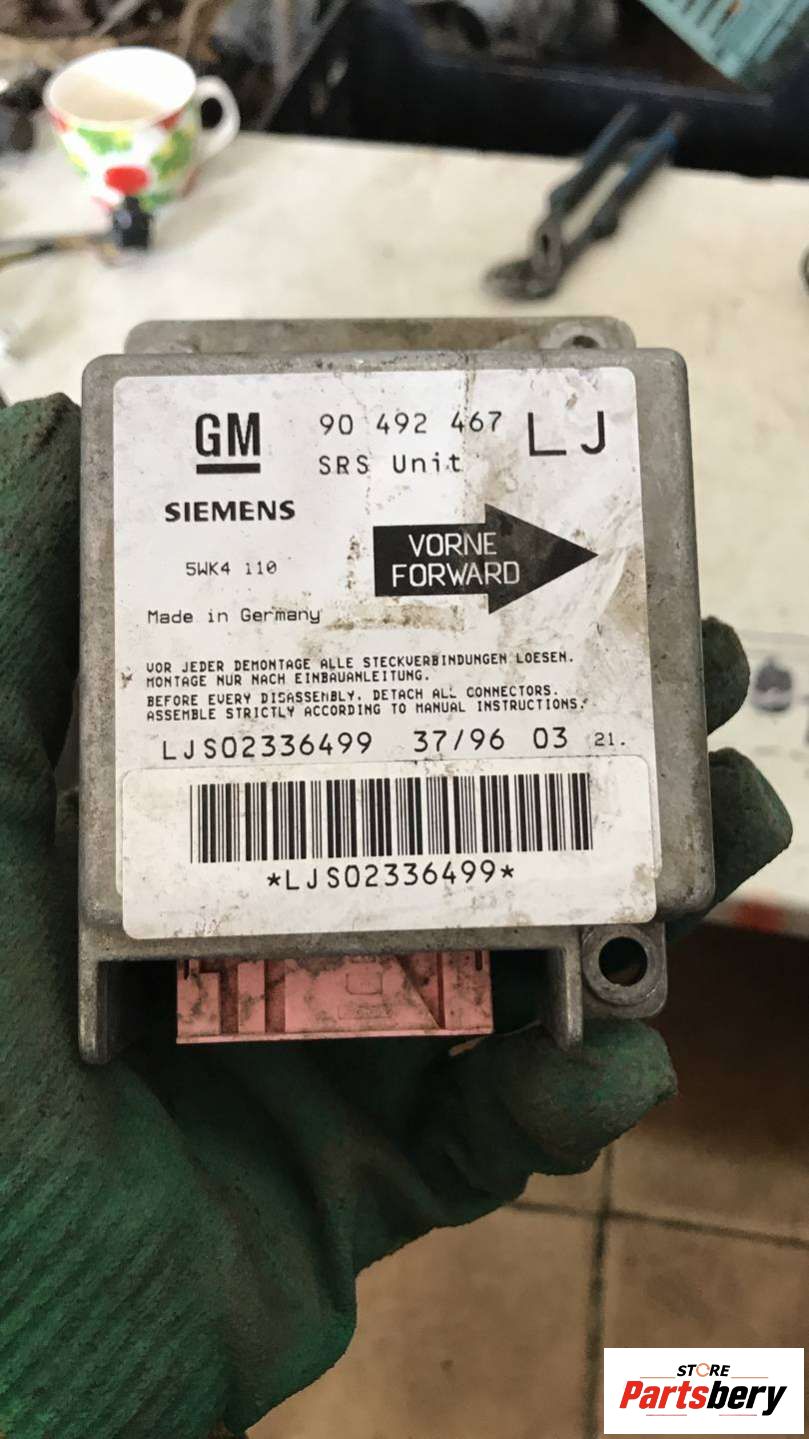 GM 90 492 467 LJ
SRS Unit
SIEMENS
VORNE
FORWARD
5WK4 110
Made in Germany
VOR JEDER DEMONTAGE ALLE STECKVERBINDUNGEN LOESEN.
MONTAGE NUR NACH EINBAUANLEITUNG.
BEFORE EVERY DISASSEMBLY. DETACH ALL CONNECTORS.
ASSEMBLE STRICTLY ACCORDING TO MANUAL INSTRUCTIONS.
LJS02336499 37/96 03 21.
*LJS02336499*
STORE
Partsbery